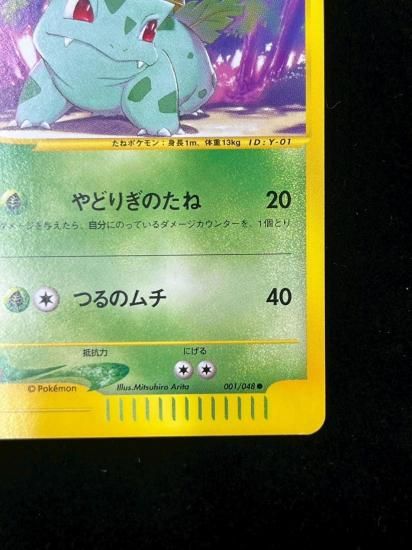 たねポケモン：身長1m、体重13kg ID:Y-01
やどりぎのたね 20
メージを与えたら、自分にのっているダメージカウンターを、1個とり
つるのムチ 40
抵抗力 にげる
© Pokémon Illus.Mitsuhiro Arita 001/048 ●